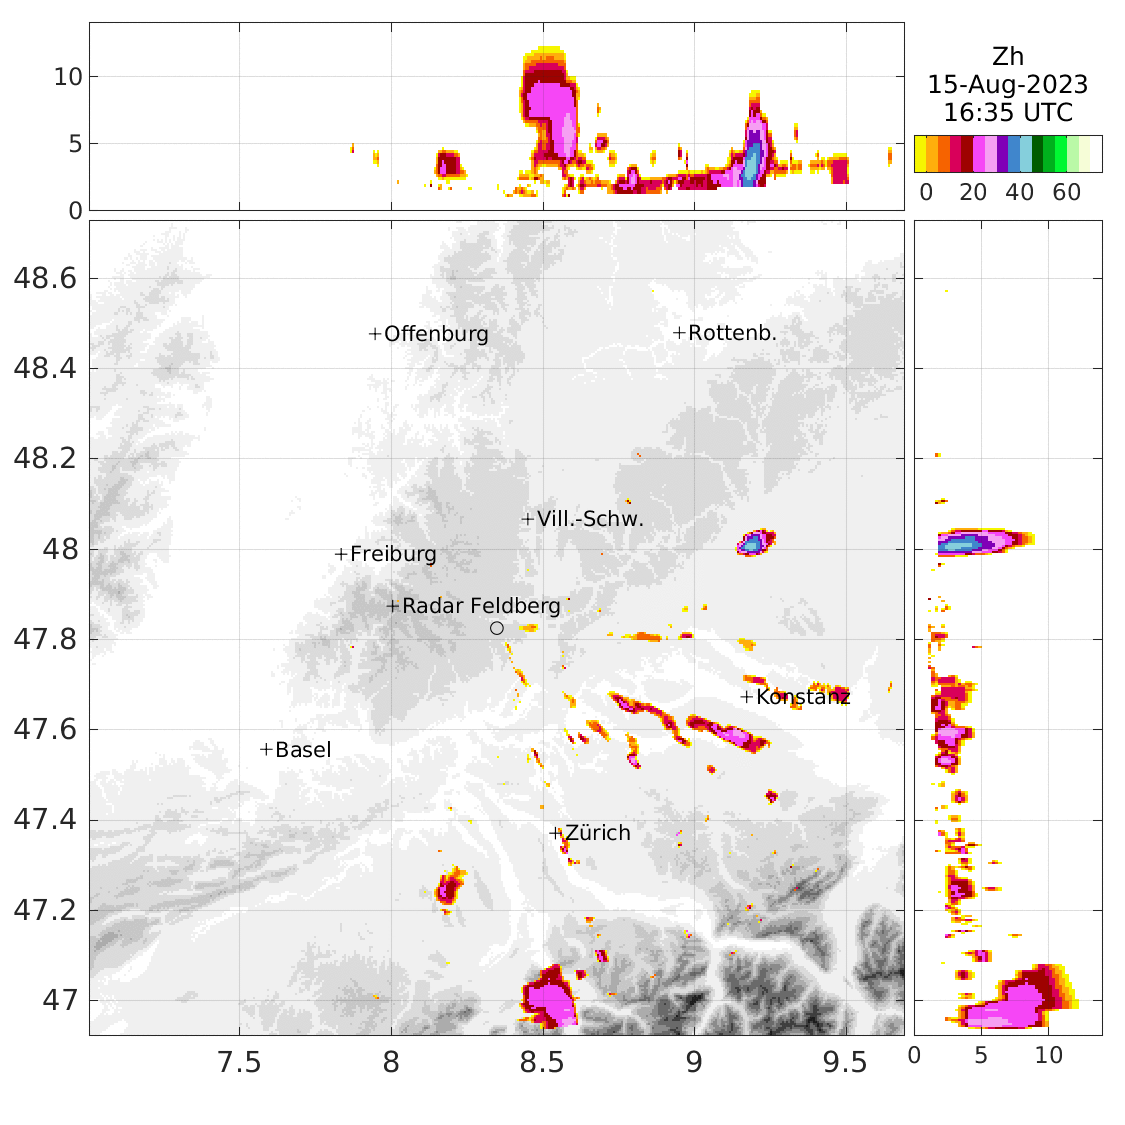 10
5
0
Zh
15-Aug-2023
16:35 UTC
0 20 40 60
48.6
48.4
48.2
48
47.8
47.6
47.4
47.2
47
+Offenburg
+Rottenb.
+Vill.-Schw.
+Freiburg
+Radar Feldberg
+Konstanz
+Basel
+Zürich
7.5 8 8.5 9 9.5
0 5 10